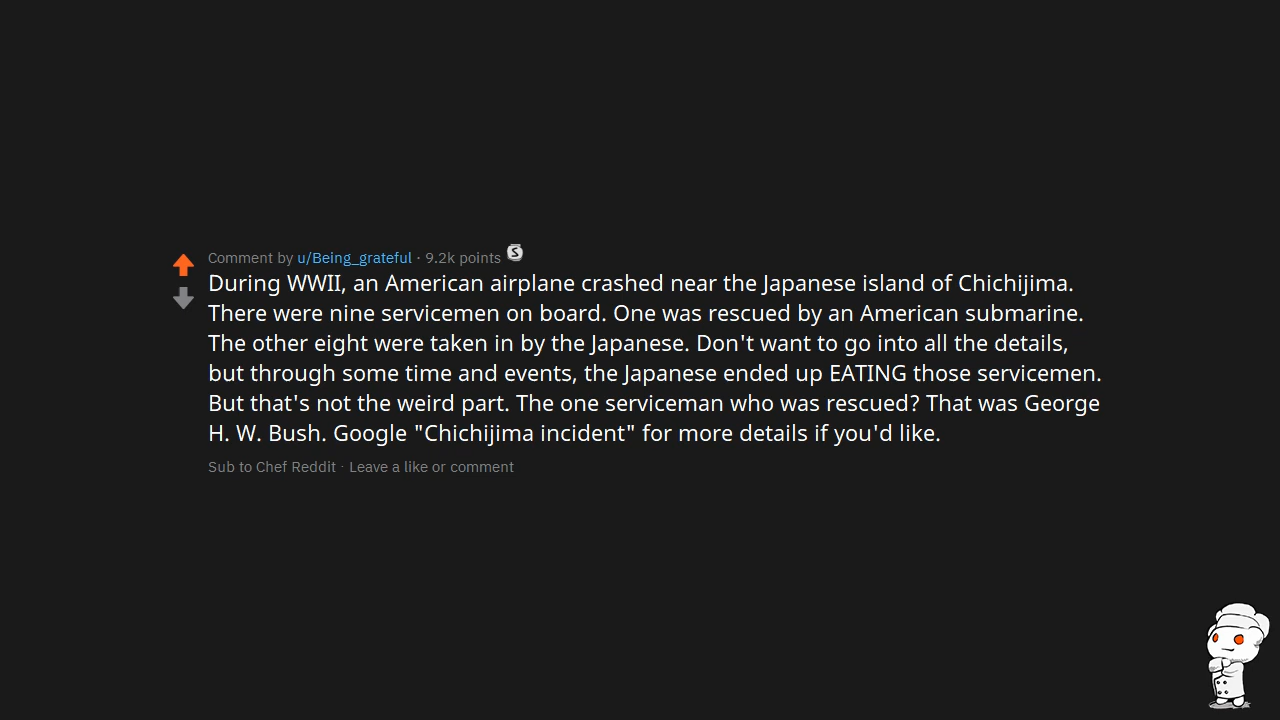 Comment by u/Being_grateful · 9.2k points S
During WWII, an American airplane crashed near the Japanese island of Chichijima.
There were nine servicemen on board. One was rescued by an American submarine.
The other eight were taken in by the Japanese. Don't want to go into all the details,
but through some time and events, the Japanese ended up EATING those servicemen.
But that's not the weird part. The one serviceman who was rescued? That was George
H. W. Bush. Google "Chichijima incident" for more details if you'd like.
Sub to Chef Reddit · Leave a like or comment